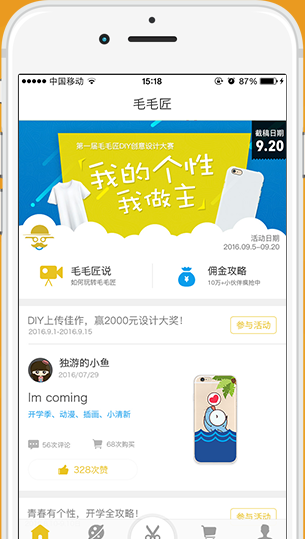 中国移动
15:18
87%
毛毛匠
第一届毛毛匠DIY创意设计大赛
截稿日期
9.20
「我的个性
我做主」
活动日期
2016.09.5—09.20
毛毛匠说
如何玩转毛毛匠
佣金攻略
10万+小伙伴疯抢中
DIY上传佳作，赢2000元设计大奖！
2016.9.1-2016.9.15
参与活动
独游的小鱼
2016/07/29
Im coming
开学季、动漫、插画、小清新
56次评论
68次购买
328次赞
青春有个性，开学全攻略！
参与活动